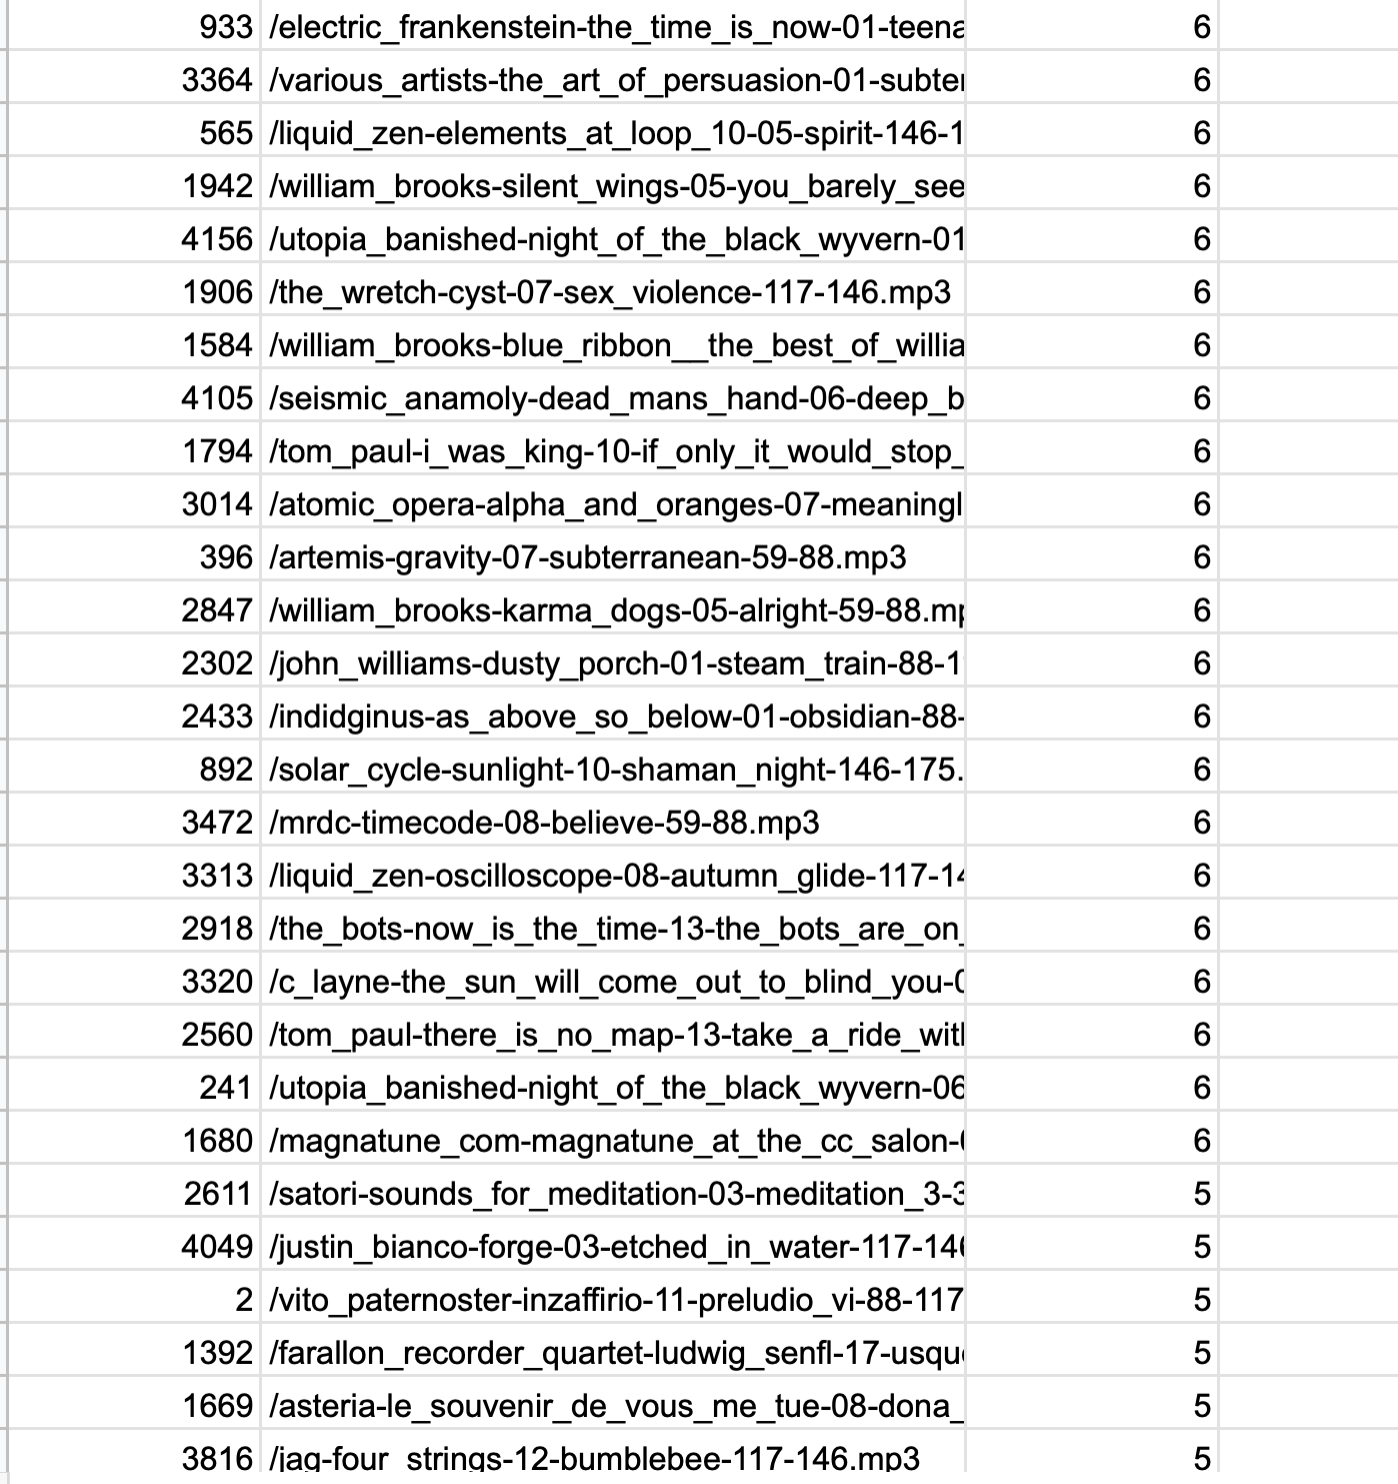 933 /electric_frankenstein-the_time_is_now-01-teena 6
3364 /various_artists-the_art_of_persuasion-01-subter 6
565 /liquid_zen-elements_at_loop_10-05-spirit-146-1 6
1942 /william_brooks-silent_wings-05-you_barely_see 6
4156 /utopia_banished-night_of_the_black_wyvern-01 6
1906 /the_wretch-cyst-07-sex_violence-117-146.mp3 6
1584 /william_brooks-blue_ribbon__the_best_of_willia 6
4105 /seismic_anamoly-dead_mans_hand-06-deep_b 6
1794 /tom_paul-i_was_king-10-if_only_it_would_stop_ 6
3014 /atomic_opera-alpha_and_oranges-07-meaningl 6
396 /artemis-gravity-07-subterranean-59-88.mp3 6
2847 /william_brooks-karma_dogs-05-alright-59-88.mp 6
2302 /john_williams-dusty_porch-01-steam_train-88-1 6
2433 /indidginus-as_above_so_below-01-obsidian-88- 6
892 /solar_cycle-sunlight-10-shaman_night-146-175. 6
3472 /mrdc-timecode-08-believe-59-88.mp3 6
3313 /liquid_zen-oscilloscope-08-autumn_glide-117-14 6
2918 /the_bots-now_is_the_time-13-the_bots_are_on_ 6
3320 /c_layne-the_sun_will_come_out_to_blind_you-0 6
2560 /tom_paul-there_is_no_map-13-take_a_ride_with 6
241 /utopia_banished-night_of_the_black_wyvern-06 6
1680 /magnatune_com-magnatune_at_the_cc_salon-0 6
2611 /satori-sounds_for_meditation-03-meditation_3-3 5
4049 /justin_bianco-forge-03-etched_in_water-117-146 5
2 /vito_paternoster-inzaffirio-11-preludio_vi-88-117 5
1392 /farallon_recorder_quartet-ludwig_senfl-17-usqu 5
1669 /asteria-le_souvenir_de_vous_me_tue-08-dona_ 5
3816 /jag-four_strings-12-bumblebee-117-146.mp3 5